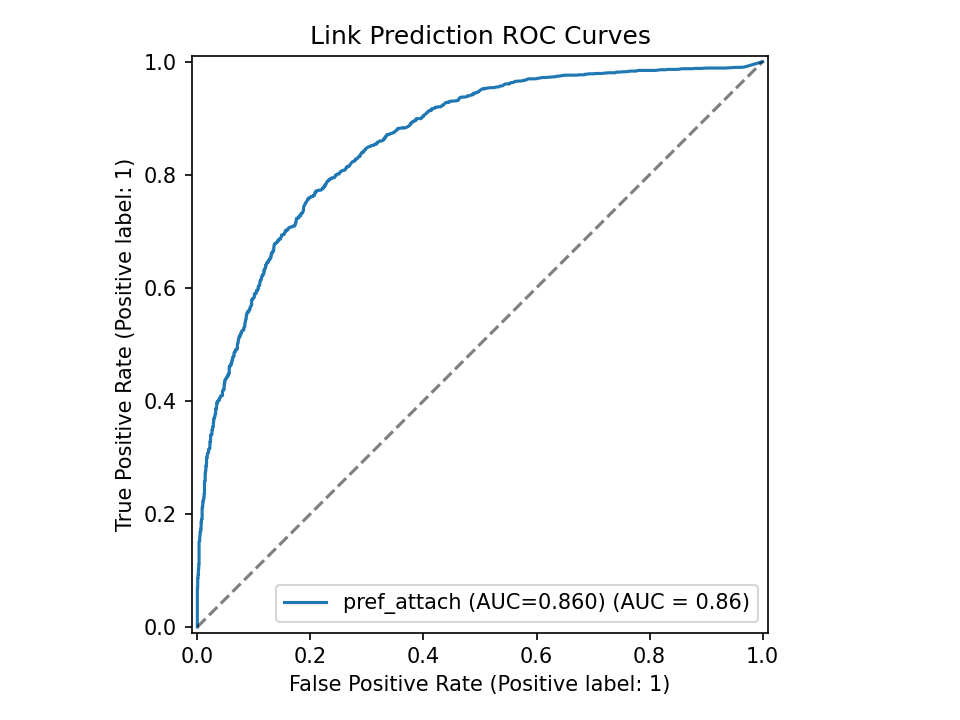 Link Prediction ROC Curves
True Positive Rate (Positive label: 1)
1.0
0.8
0.6
0.4
0.2
0.0
pref_attach (AUC=0.860) (AUC = 0.86)
0.0 0.2 0.4 0.6 0.8 1.0
False Positive Rate (Positive label: 1)